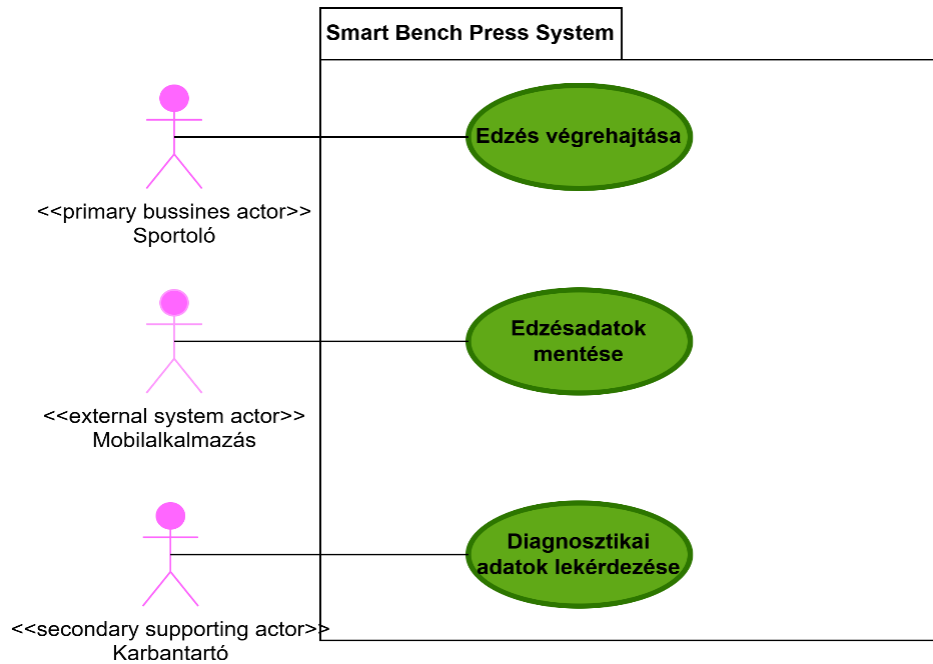 Smart Bench Press System
Edzés végrehajtása
<<primary bussines actor>>
Sportoló
Edzésadatok
mentése
<<external system actor>>
Mobilalkalmazás
Diagnosztikai
adatok lekérdezése
<<secondary supporting actor>>
Karbantartó